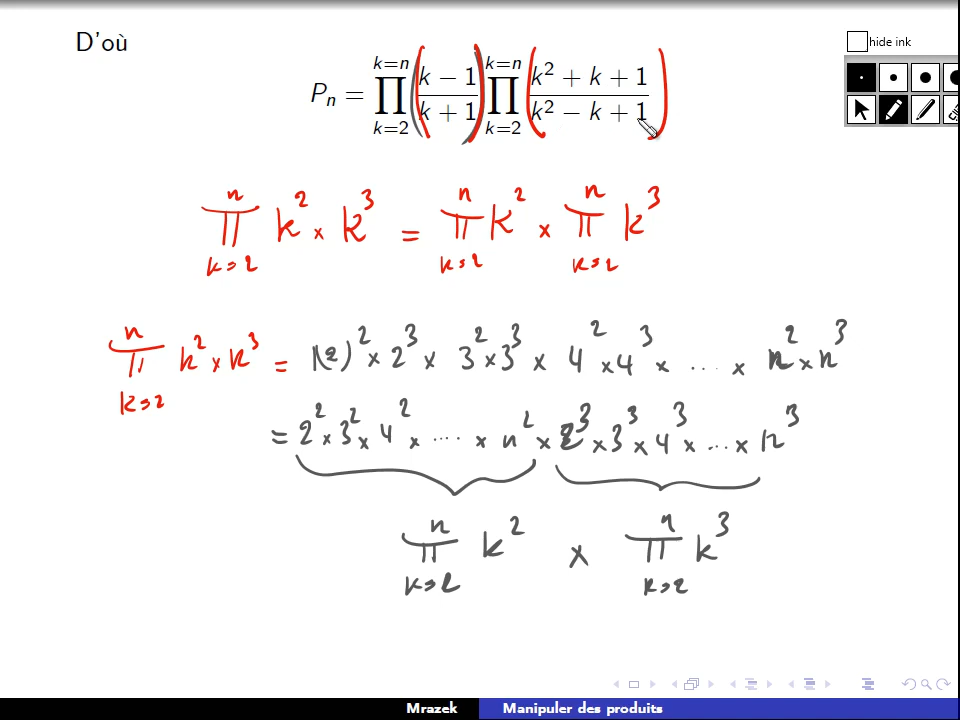 D'où
hide ink
P_n = ∏_{k=2}^{k=n} (k − 1)/(k + 1) ∏_{k=2}^{k=n} (k² + k + 1)/(k² − k + 1)
∏_{k=2}^{n} k² × k³ = ∏_{k=2}^{n} k² × ∏_{k=2}^{n} k³
∏_{k=2}^{n} k² × k³ = (2)² × 2³ × 3² × 3³ × 4² × 4³ × ... × n² × n³
= 2² × 3² × 4² × .... × n² × 2³ × 3³ × 4³ × ... × n³
∏_{k=2}^{n} k² × ∏_{k=2}^{n} k³
Mrazek Manipuler des produits